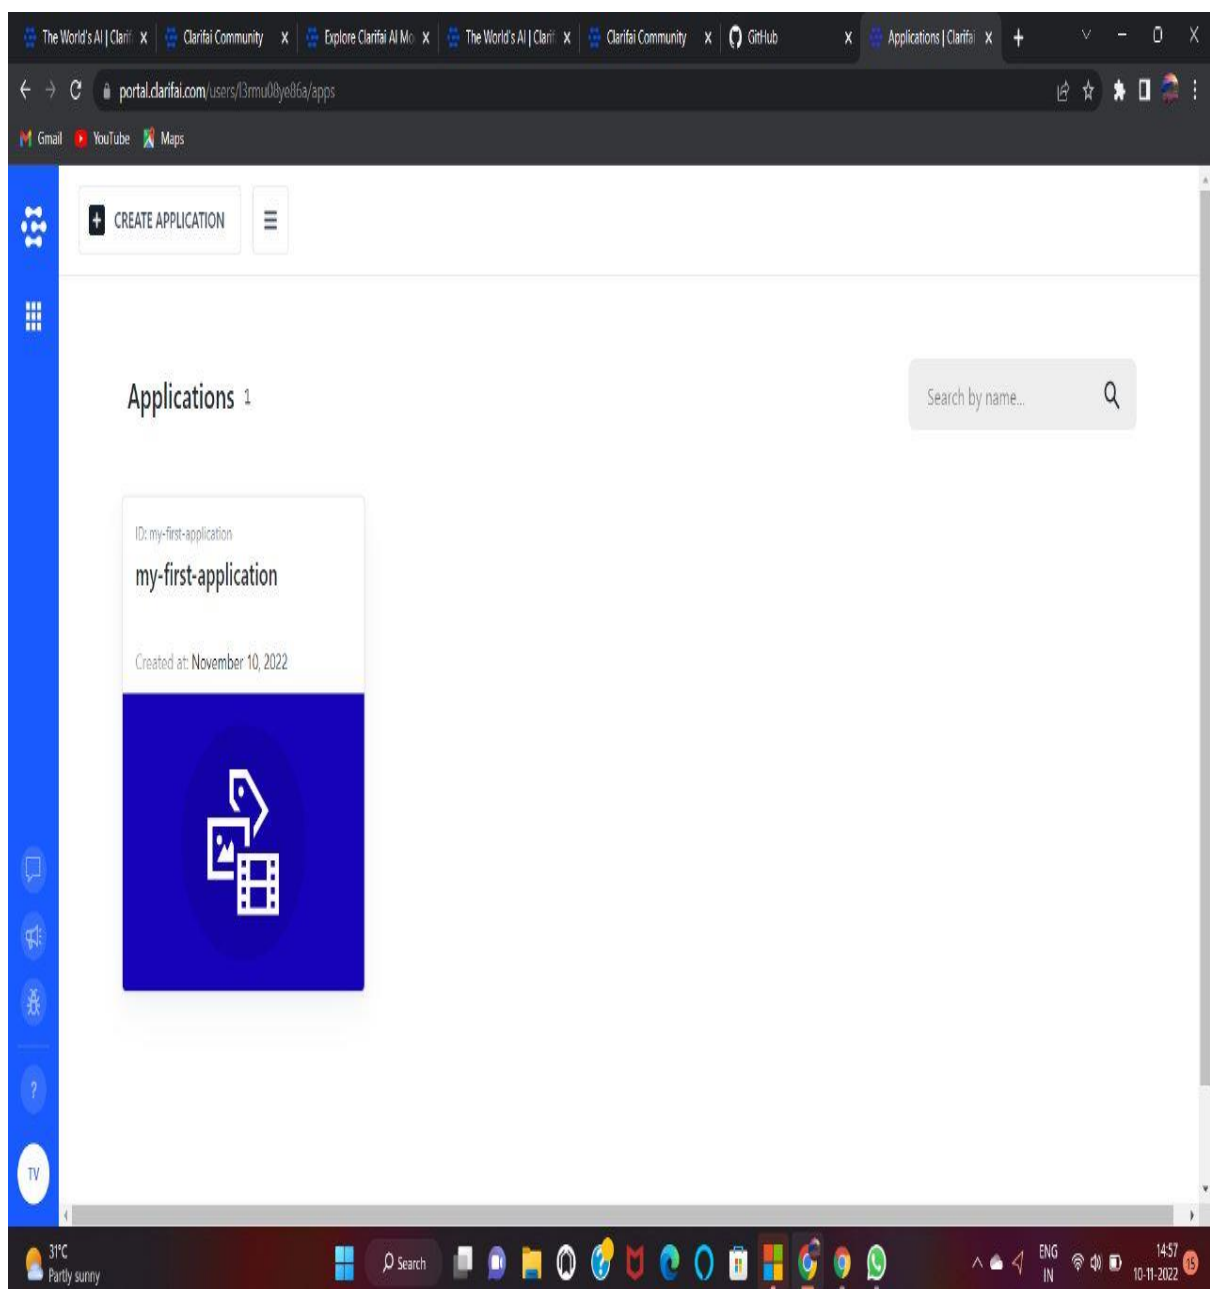 The World's AI | Clarif
Clarifai Community
Explore Clarifai AI Mo
The World's AI | Clarif
Clarifai Community
GitHub
Applications | Clarifai
portal.clarifai.com/users/l3rmu08ye86a/apps
Gmail YouTube Maps
CREATE APPLICATION
Applications 1
Search by name...
ID: my-first-application
my-first-application
Created at: November 10, 2022
?
TV
31°C
Partly sunny
Search
ENG
IN
14:57
10-11-2022
15